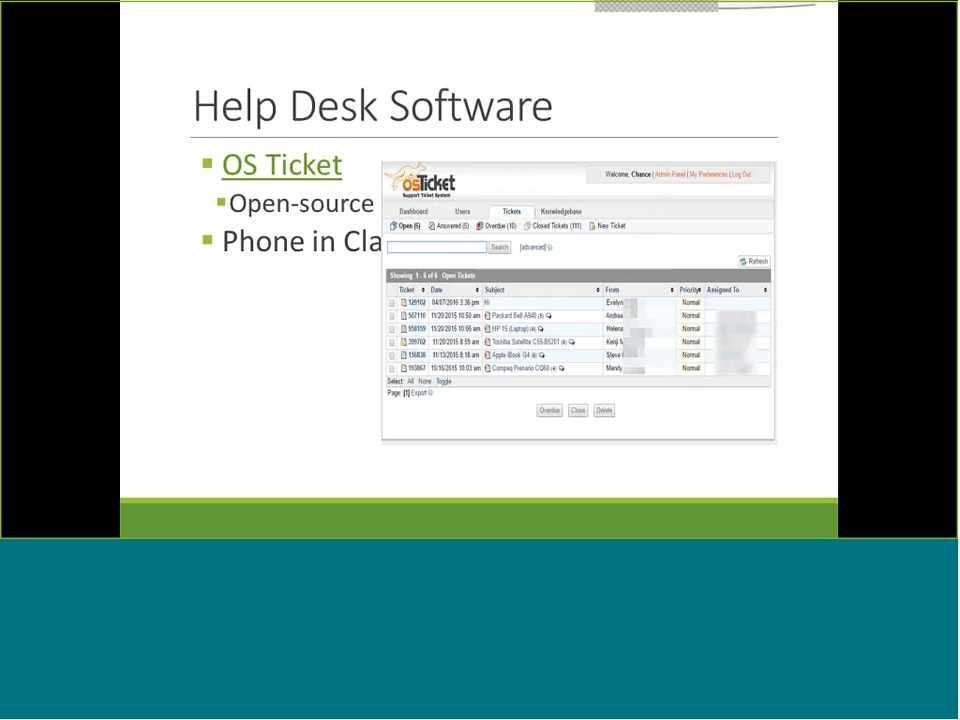 Help Desk Software
OS Ticket
Open-source
Phone in Cla
osTicket
Support Ticket System
Welcome, Chance | Admin Panel | My Preferences | Log Out
Dashboard Users Tickets Knowledgebase
Open (6) Answered (5) Overdue (10) Closed Tickets (111) New Ticket
Search [advanced]
Refresh
Showing 1 - 6 of 6 Open Tickets
Ticket Date Subject From Priority Assigned To
129102 04/07/2016 3:36 pm Hi Evelyn Normal
567110 11/20/2015 10:50 am Packard Bell A940 (5) Andrea Normal
958159 11/20/2015 10:05 am HP 15 (Laptop) (4) Helena Normal
399702 11/20/2015 8:59 am Toshiba Satellite C55-B5201 (6) Kenji M Normal
156838 11/13/2015 8:18 am Apple iBook G4 (6) Steve Normal
193867 10/16/2015 10:03 am Compaq Presario CQ60 (4) Mendy Normal
Select: All None Toggle
Page: [1] Export
Overdue Close Delete